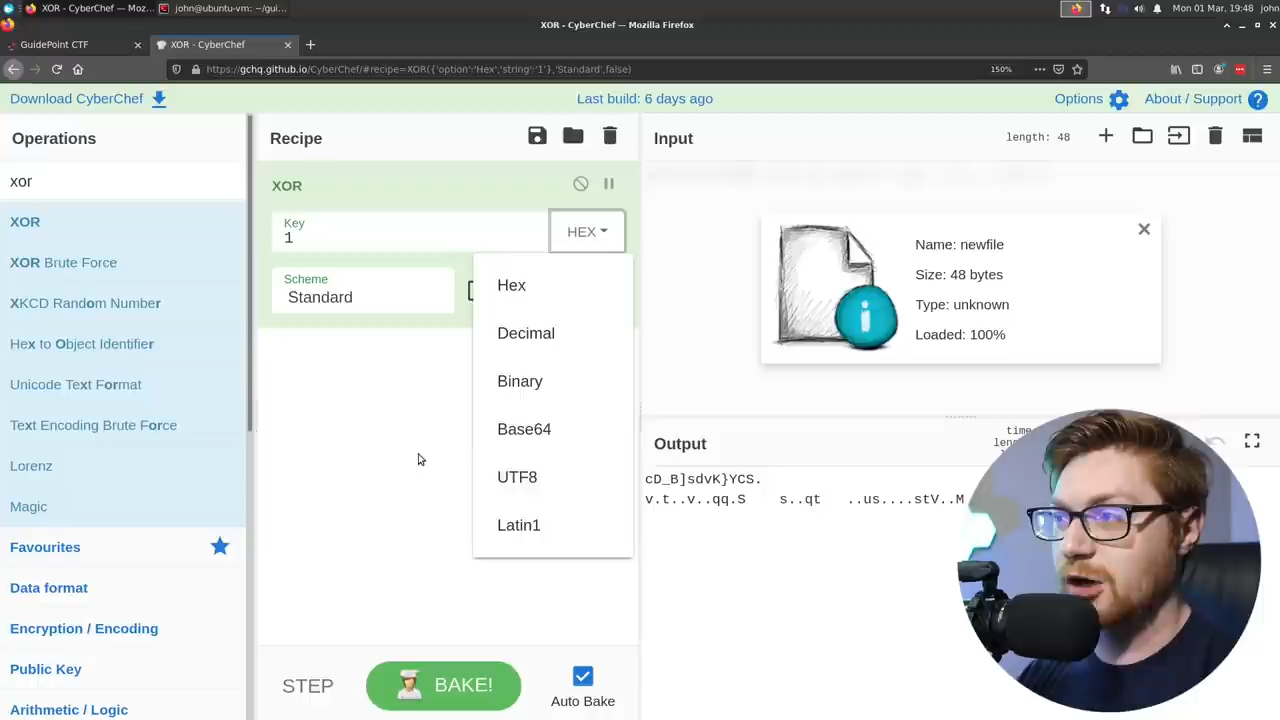 XOR - CyberChef — Moz...
john@ubuntu-vm: ~/gui...
Mon 01 Mar, 19:48
john
XOR - CyberChef — Mozilla Firefox
GuidePoint CTF
XOR - CyberChef
https://gchq.github.io/CyberChef/#recipe=XOR({'option':'Hex','string':'1'},'Standard',false)
150%
Download CyberChef
Last build: 6 days ago
Options
About / Support
Operations
xor
XOR
XOR Brute Force
XKCD Random Number
Hex to Object Identifier
Unicode Text Format
Text Encoding Brute Force
Lorenz
Magic
Favourites
Data format
Encryption / Encoding
Public Key
Arithmetic / Logic
Recipe
XOR
Key
1
HEX
Scheme
Standard
Hex
Decimal
Binary
Base64
UTF8
Latin1
STEP
BAKE!
Auto Bake
Input
length: 48
Name: newfile
Size: 48 bytes
Type: unknown
Loaded: 100%
Output
time
cD_B]sdvK}YCS.
v.t..v..qq.S s..qt ..us....stV..M